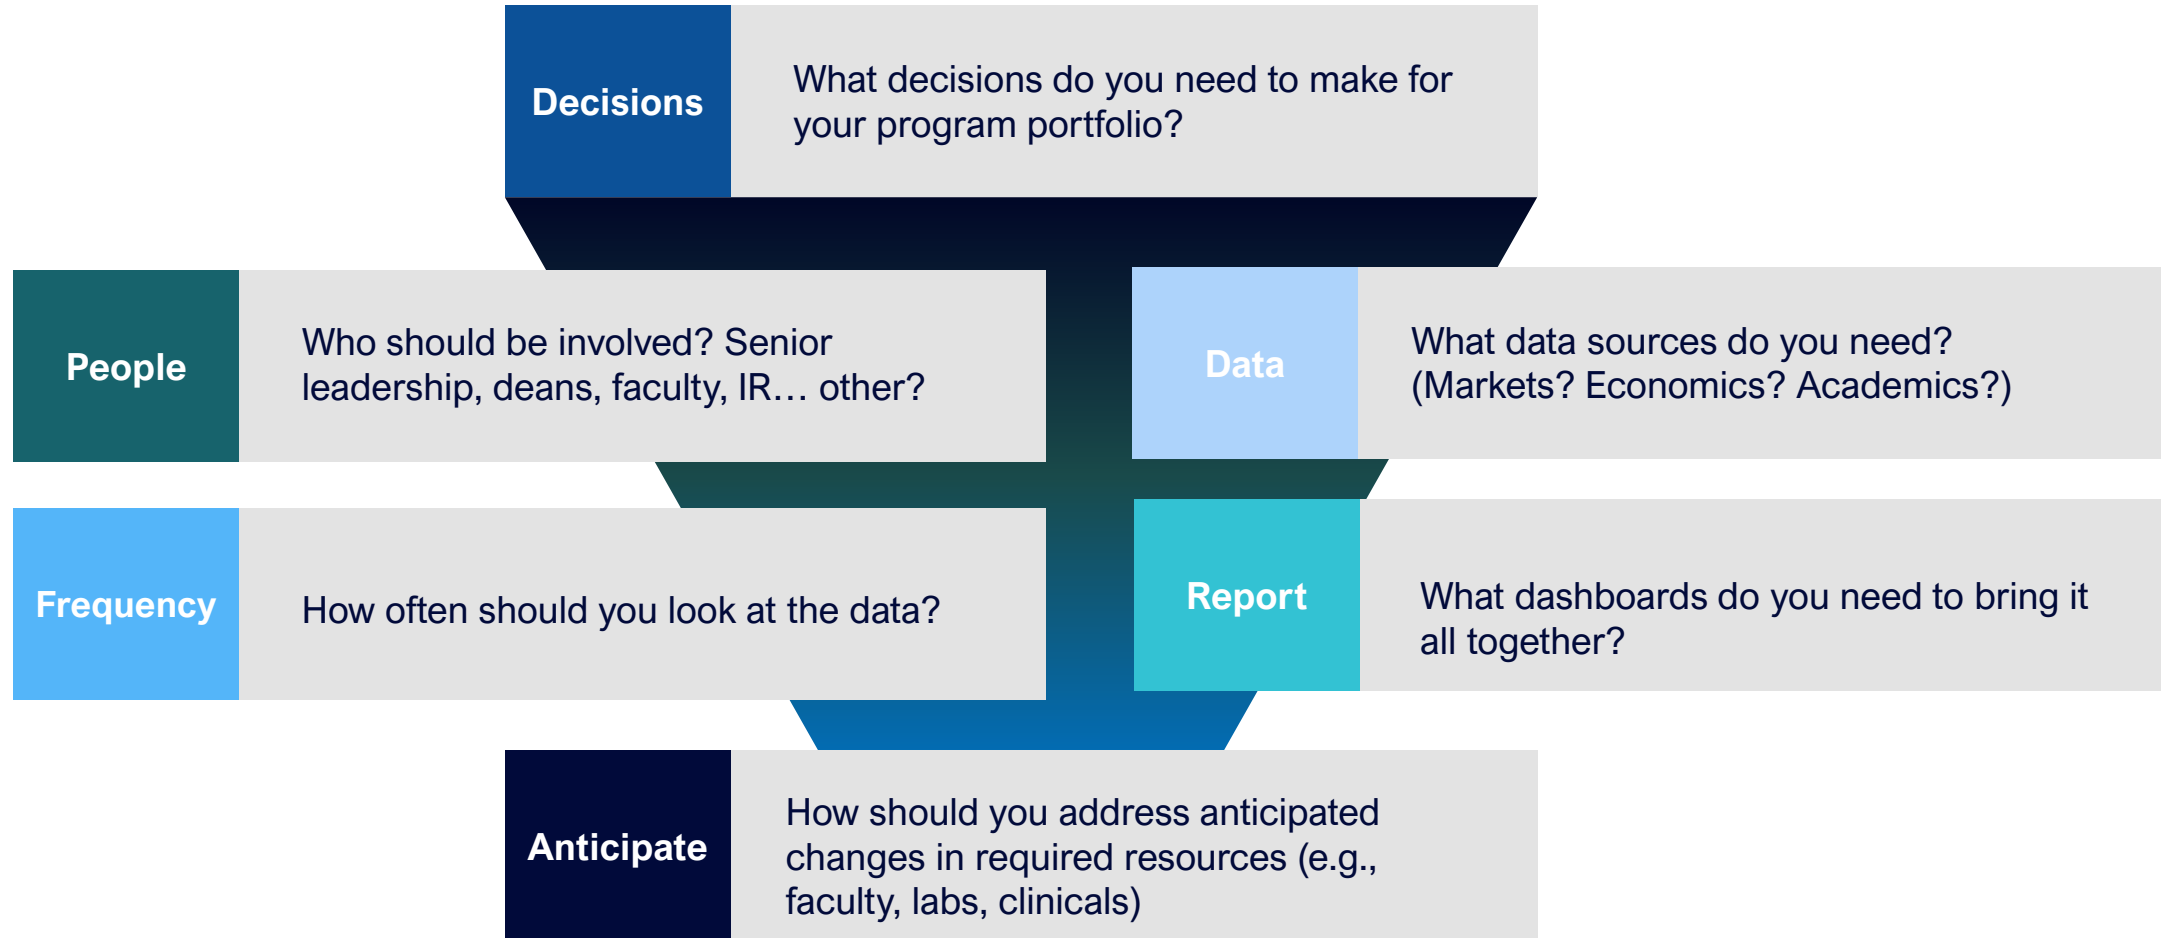 Decisions
What decisions do you need to make for
your program portfolio?
People
Who should be involved? Senior
leadership, deans, faculty, IR… other?
Data
What data sources do you need?
(Markets? Economics? Academics?)
Frequency
How often should you look at the data?
Report
What dashboards do you need to bring it
all together?
Anticipate
How should you address anticipated
changes in required resources (e.g.,
faculty, labs, clinicals)